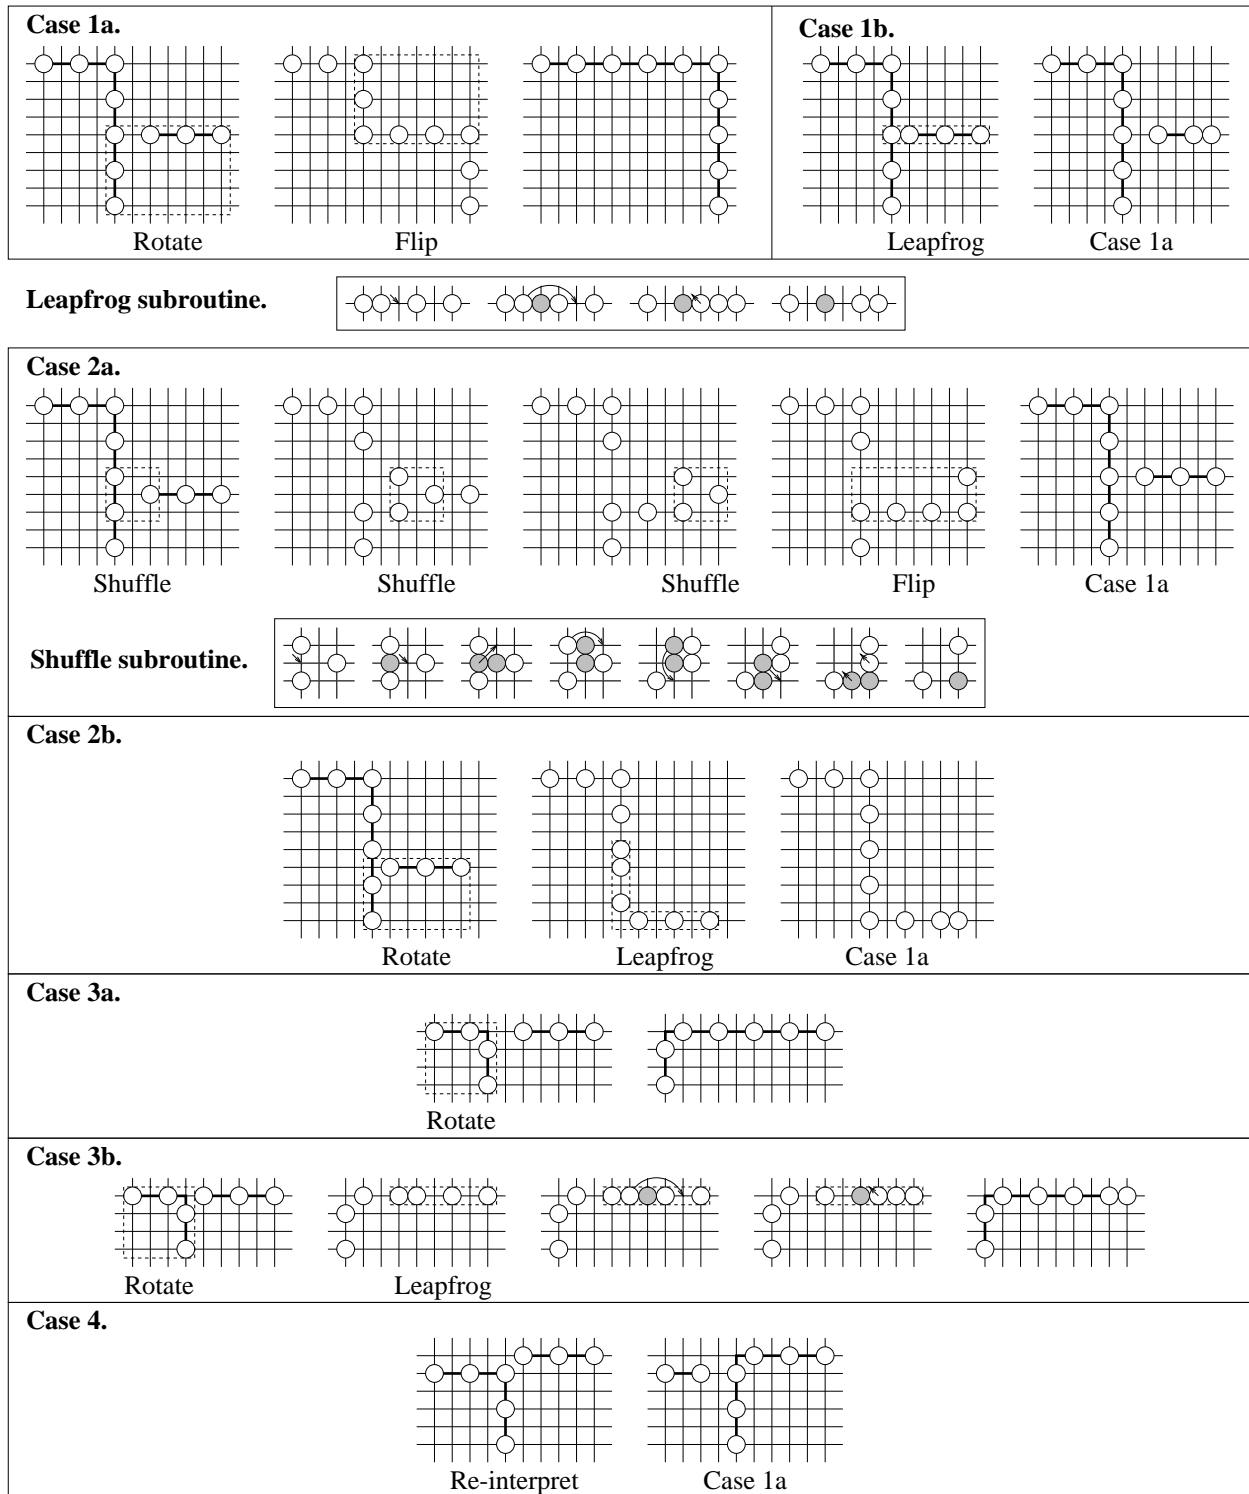 Case 1a.
Case 1b.
Rotate
Flip
Leapfrog
Case 1a
Leapfrog subroutine.
Case 2a.
Shuffle
Shuffle
Shuffle
Flip
Case 1a
Shuffle subroutine.
Case 2b.
Rotate
Leapfrog
Case 1a
Case 3a.
Rotate
Case 3b.
Rotate
Leapfrog
Case 4.
Re-interpret
Case 1a